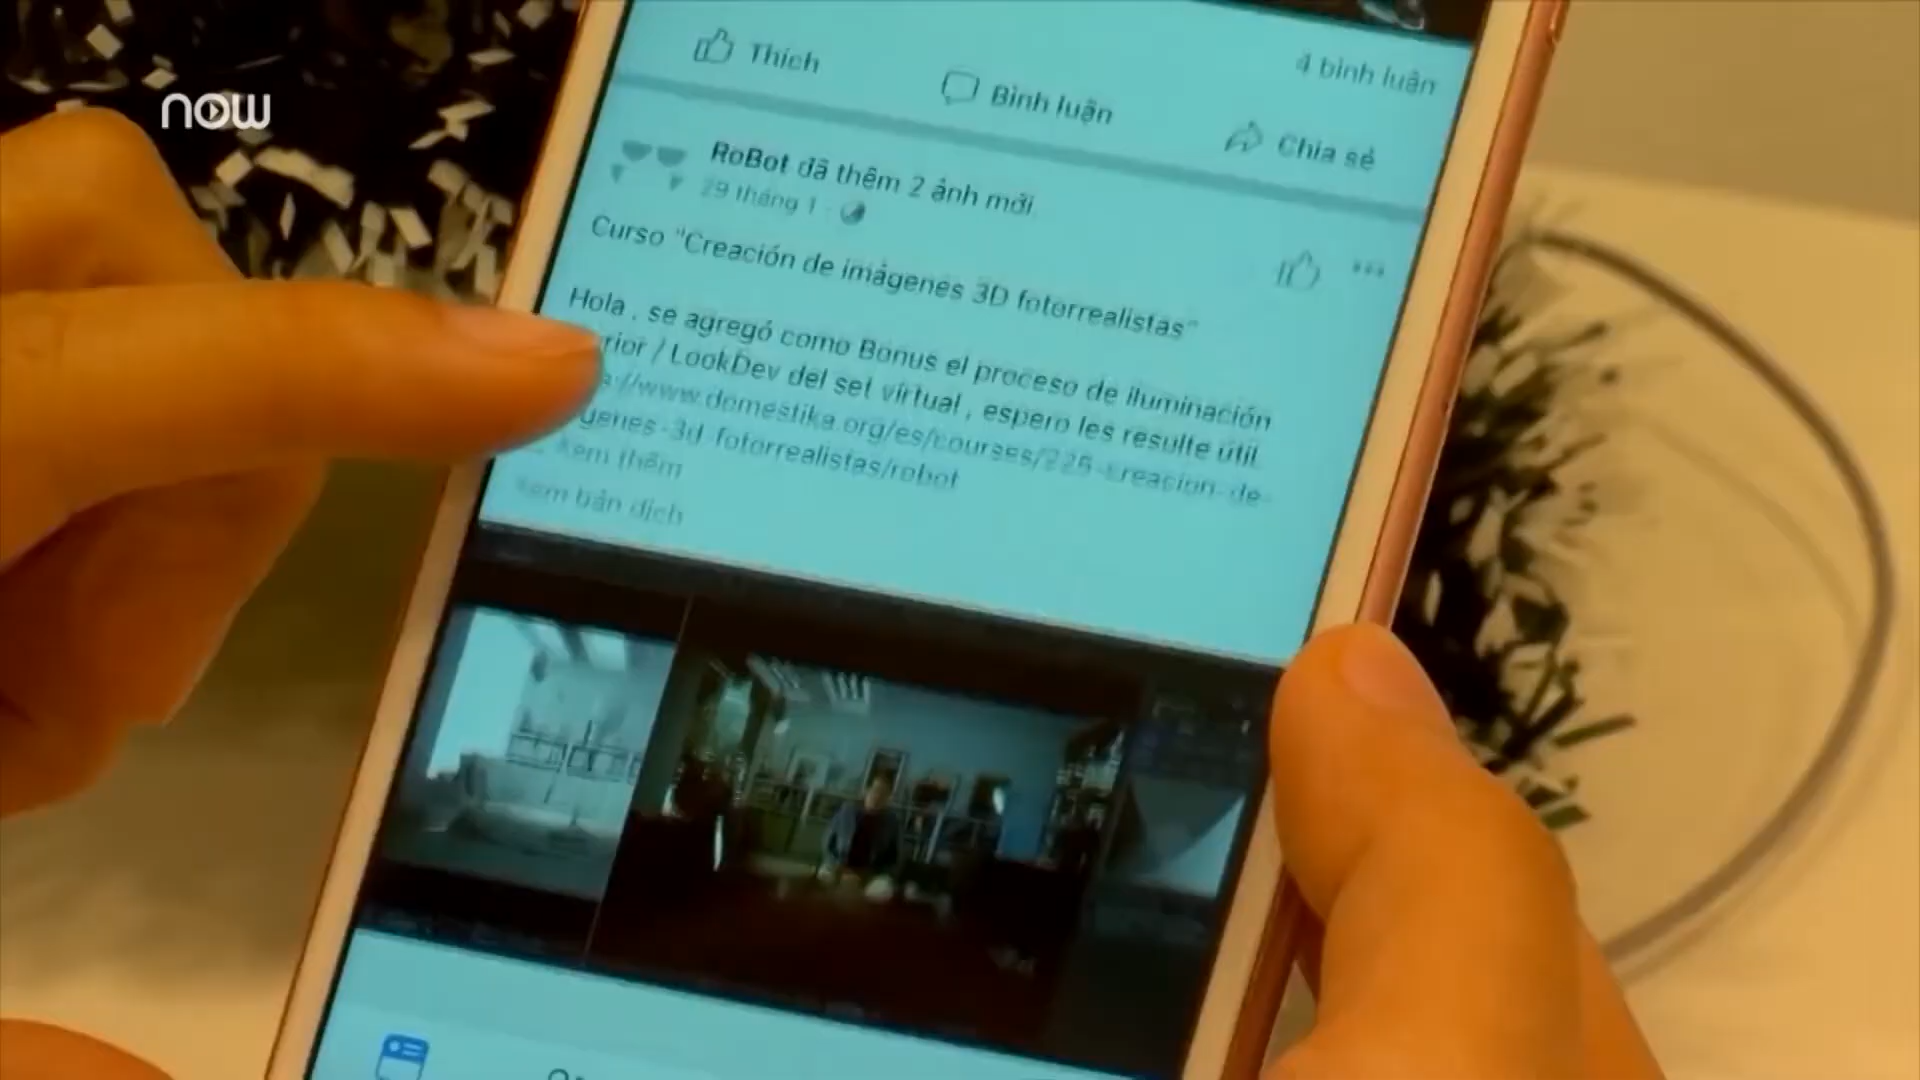 now
4 bình luận
Thích
Bình luận
Chia sẻ
RoBot đã thêm 2 ảnh mới
29 tháng 1
Curso "Creación de imágenes 3D fotorrealistas"
Hola , se agregó como Bonus el proceso de iluminación
rior / LookDev del set virtual , espero les resulte útil.
://www.domestika.org/es/courses/225-creacion-de-
genes-3d-fotorrealistas/robot
... Xem thêm
Xem bản dịch